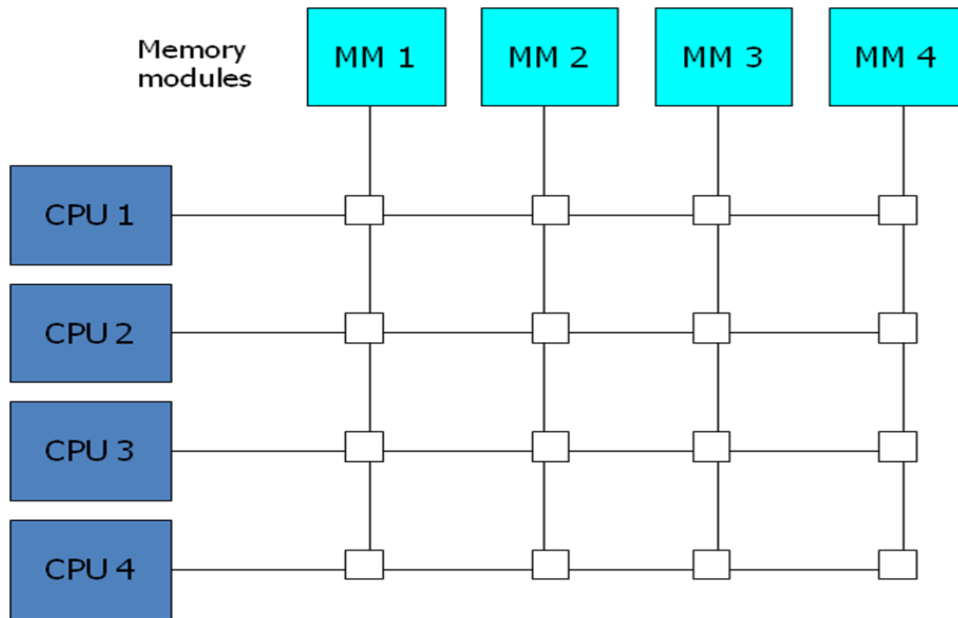 Memory
modules
MM 1
MM 2
MM 3
MM 4
CPU 1
CPU 2
CPU 3
CPU 4